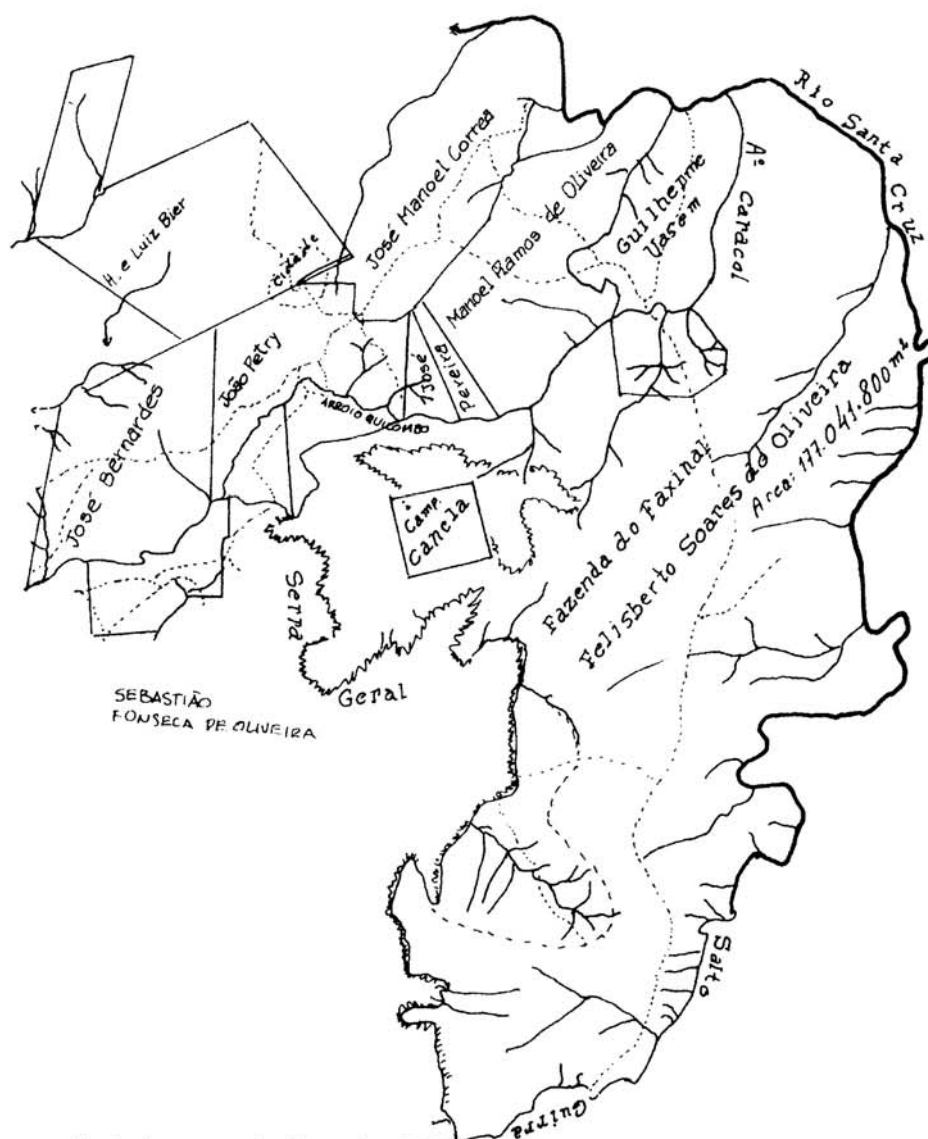 Rio Santa Cruz
José Manoel Correa
Manoel Ramos de Oliveira
Guilherme
Vasem
Aº Caracol
H. e Luiz Bier
cidade
João Petry
José
Pereira
José Bernardes
ARROIO QUILOMBO
Camp.
Canela
Fazenda do Faxinal
Felisberto Soares de Oliveira
Area: 177.041.800 m²
Serra
Geral
SEBASTIÃO
FONSECA DE OLIVEIRA
Salto
Guirra